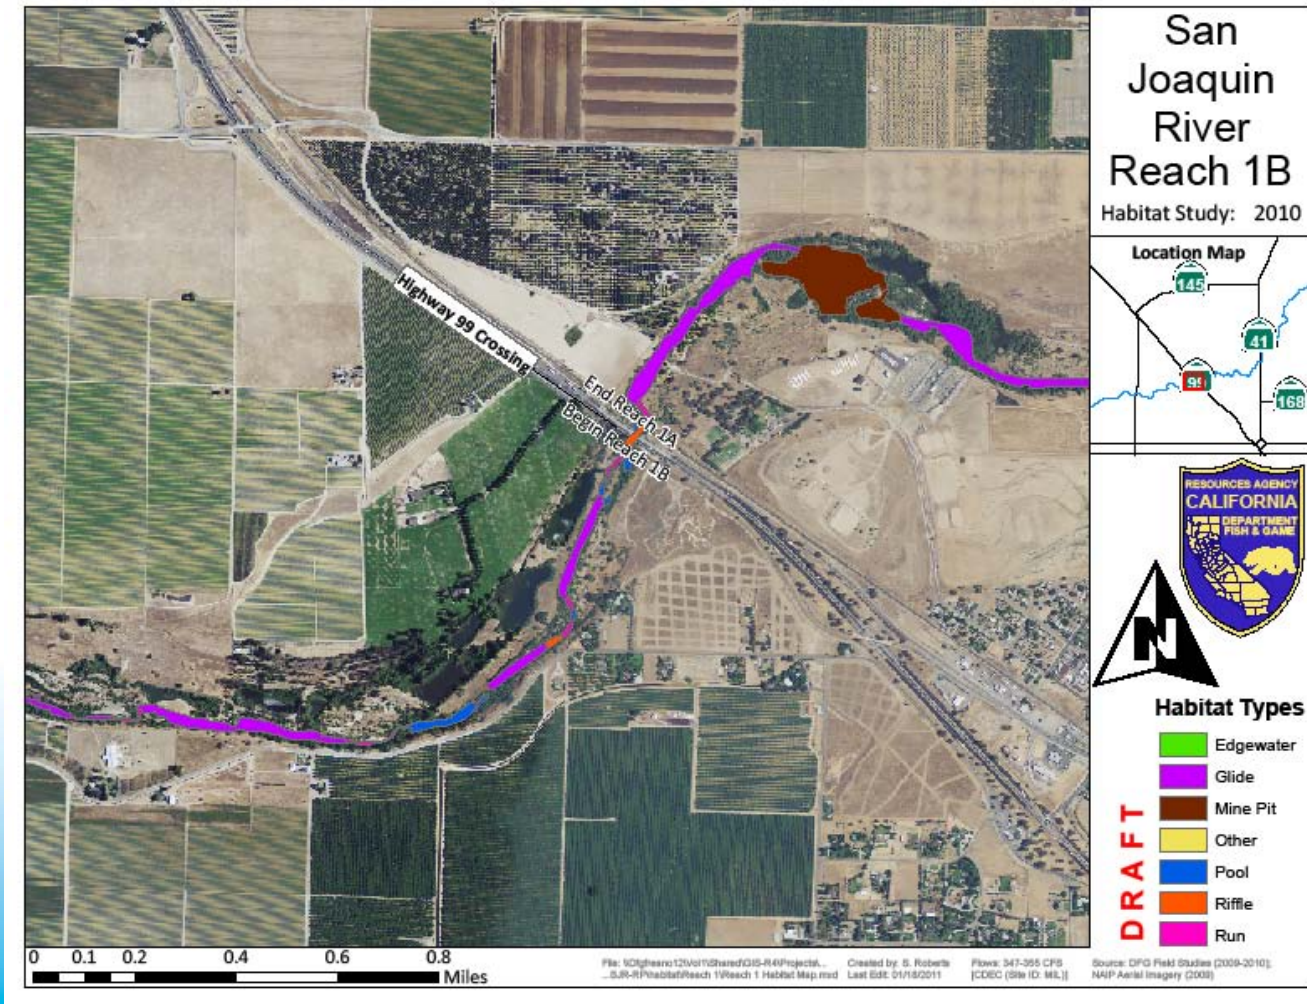 San
Joaquin
River
Reach 1B
Habitat Study: 2010
Location Map
145
41
99
168
RESOURCES AGENCY
CALIFORNIA
DEPARTMENT
FISH & GAME
N
Highway 99 Crossing
End Reach 1A
Begin Reach 1B
Habitat Types
Edgewater
Glide
Mine Pit
Other
Pool
Riffle
Run
DRAFT
0 0.1 0.2 0.4 0.6 0.8
Miles
Created by: S. Roberts
Last Edit: 01/18/2011
Flows: 347-355 CFS
[CDEC (Site ID: MIL)]
Source: DFG Field Studies (2009-2010);
NAIP Aerial Imagery (2009)